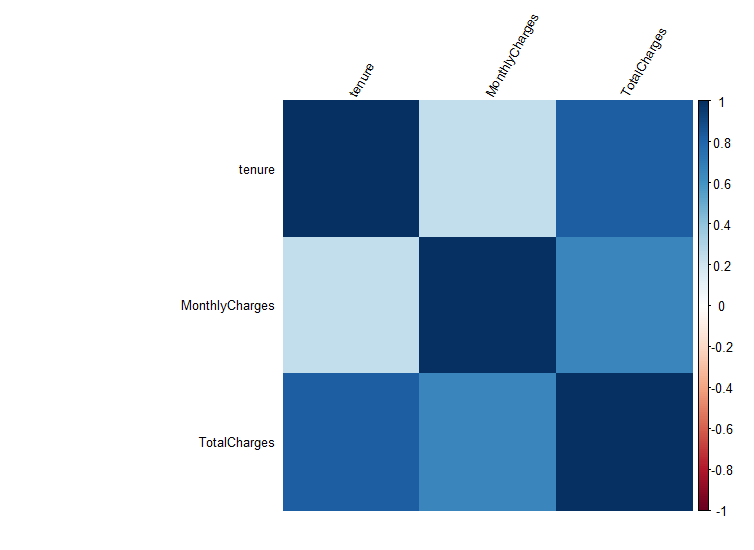 tenure
MonthlyCharges
TotalCharges
tenure
MonthlyCharges
TotalCharges
1
0.8
0.6
0.4
0.2
0
-0.2
-0.4
-0.6
-0.8
-1